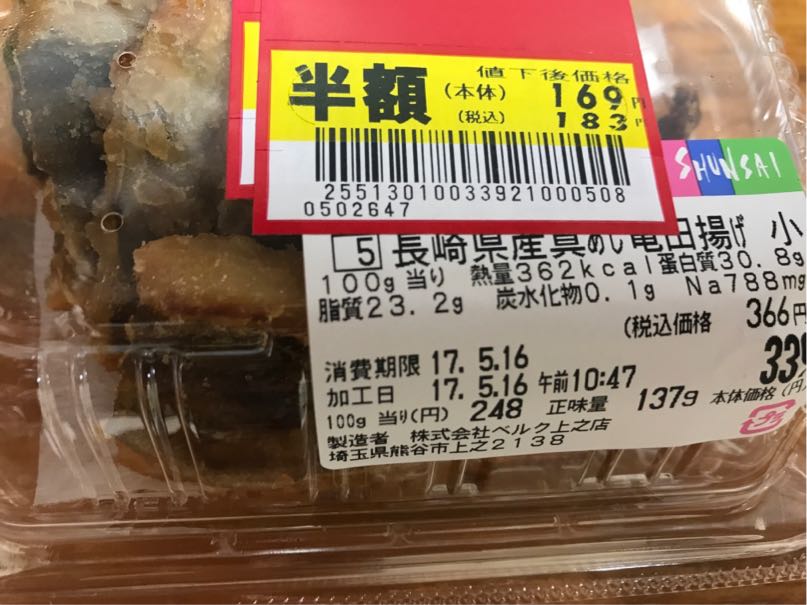 半額 値下後価格
(本体) 169円
(税込) 183
25513010033921000508
0502647
SHUNSAI
5 長崎県産真めじ竜田揚げ 小
100g当り 熱量362kcal蛋白質30.8g
脂質23.2g 炭水化物0.1g Na788mg
(税込価格 366円
339
消費期限 17.5.16
加工日 17.5.16 午前10:47
100g当り(円) 248 正味量 137g 本体価格(円
製造者 株式会社ベルク上之店
埼玉県熊谷市上之2138